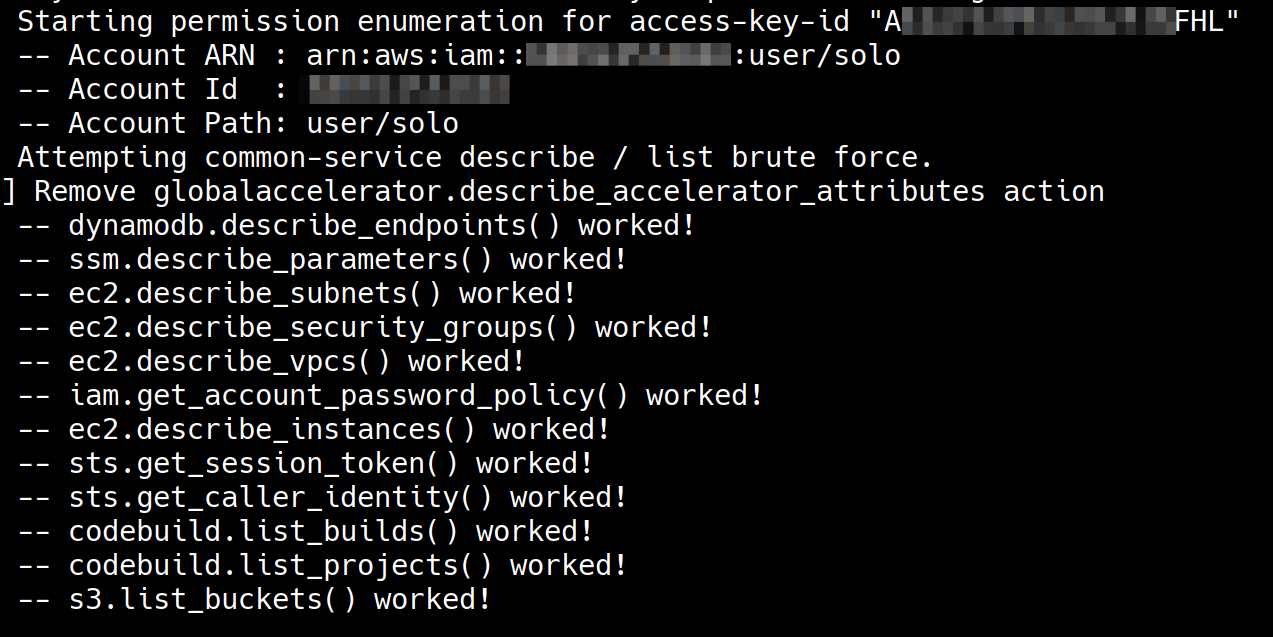 Starting permission enumeration for access-key-id "A FHL"
-- Account ARN : arn:aws:iam:: :user/solo
-- Account Id  :
-- Account Path: user/solo
Attempting common-service describe / list brute force.
] Remove globalaccelerator.describe_accelerator_attributes action
-- dynamodb.describe_endpoints() worked!
-- ssm.describe_parameters() worked!
-- ec2.describe_subnets() worked!
-- ec2.describe_security_groups() worked!
-- ec2.describe_vpcs() worked!
-- iam.get_account_password_policy() worked!
-- ec2.describe_instances() worked!
-- sts.get_session_token() worked!
-- sts.get_caller_identity() worked!
-- codebuild.list_builds() worked!
-- codebuild.list_projects() worked!
-- s3.list_buckets() worked!